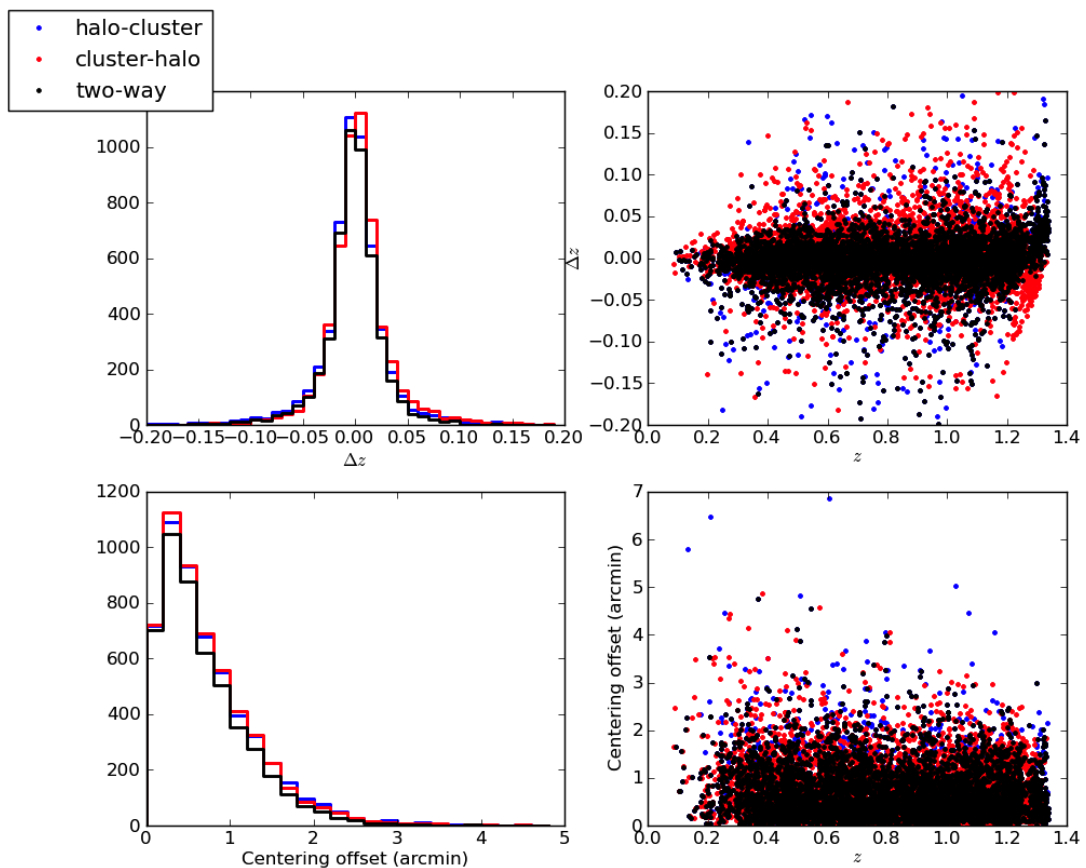 halo-cluster
cluster-halo
two-way
1000
800
600
400
200
0
−0.20−0.15−0.10−0.05 0.00 0.05 0.10 0.15 0.20
Δz
0.20
0.15
0.10
0.05
0.00
−0.05
−0.10
−0.15
−0.20
Δz
0.0 0.2 0.4 0.6 0.8 1.0 1.2 1.4
z
1200
1000
800
600
400
200
0
0 1 2 3 4 5
Centering offset (arcmin)
7
6
5
4
3
2
1
0
Centering offset (arcmin)
0.0 0.2 0.4 0.6 0.8 1.0 1.2 1.4
z